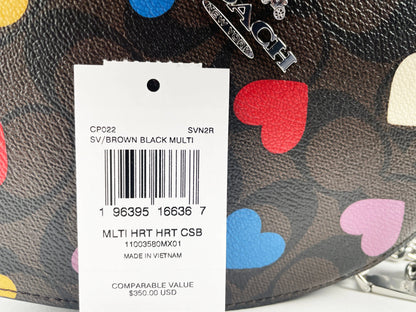 COACH
CP022 SVN2R
SV/BROWN BLACK MULTI
1 96395 16636 7
MLTI HRT HRT CSB
11003580MX01
MADE IN VIETNAM
COMPARABLE VALUE
$350.00 USD